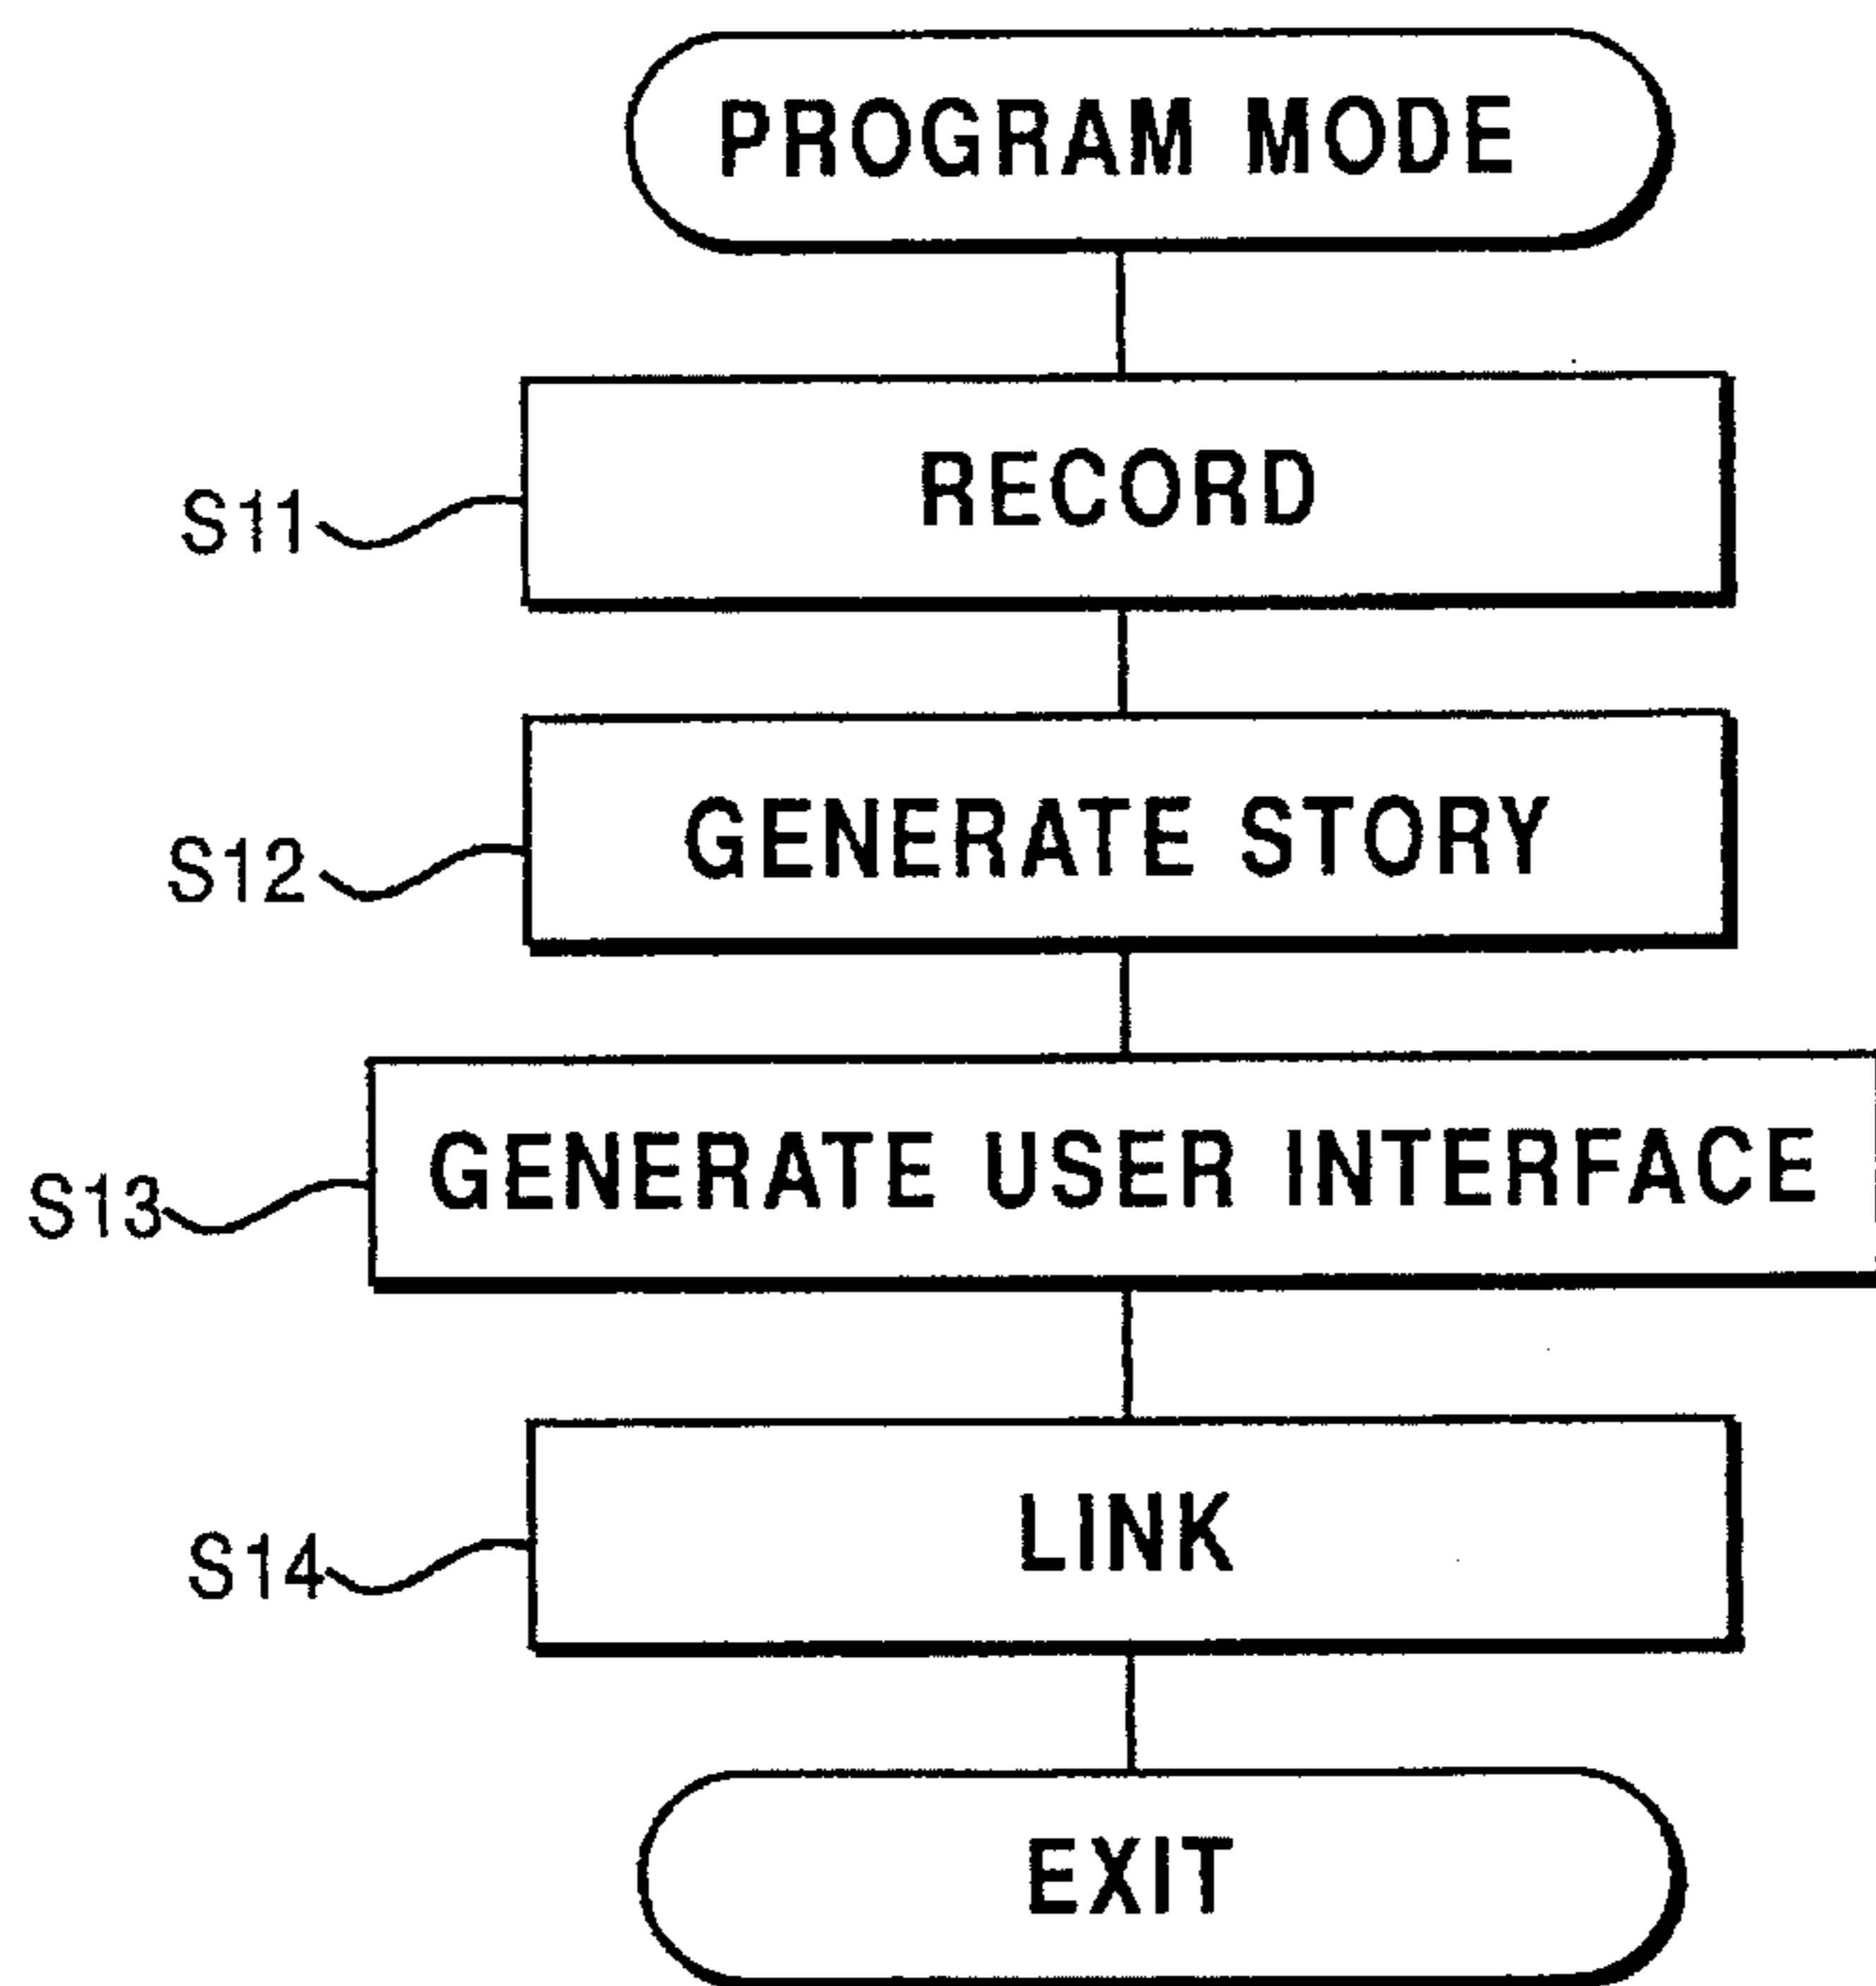 PROGRAM MODE
S11
RECORD
S12
GENERATE STORY
S13
GENERATE USER INTERFACE
S14
LINK
EXIT